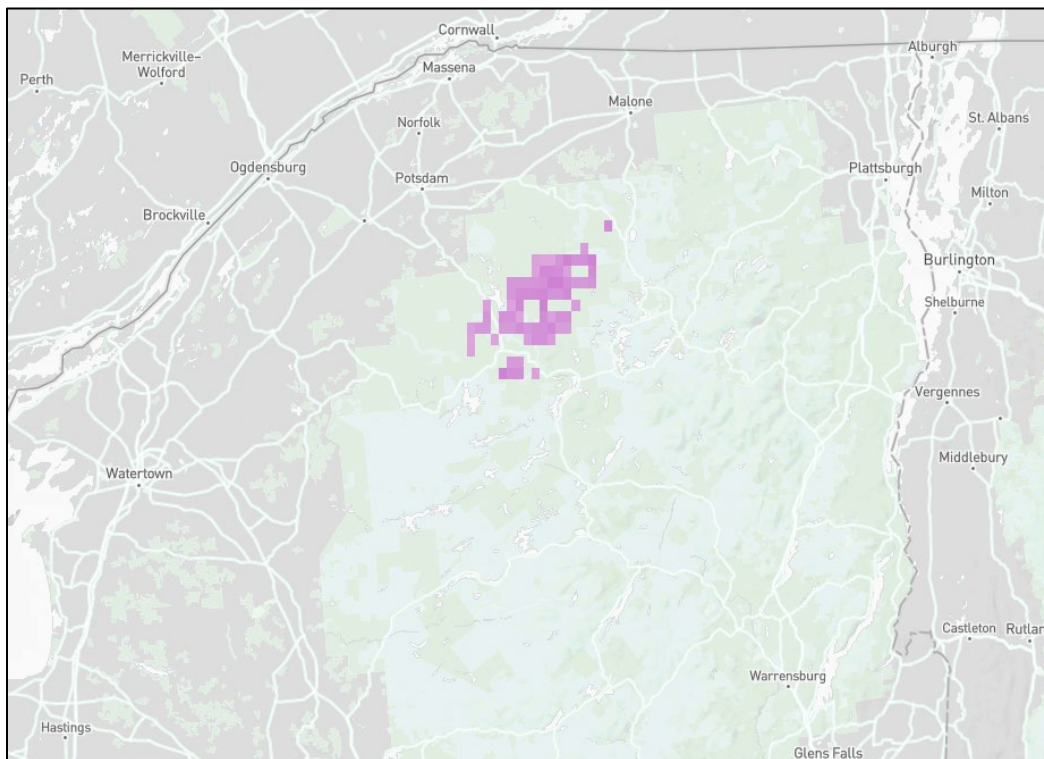 Cornwall
Alburgh
Merrickville–
Wolford
Perth
Massena
Malone
St. Albans
Norfolk
Ogdensburg
Potsdam
Plattsburgh
Milton
Brockville
Burlington
Shelburne
Vergennes
Middlebury
Watertown
Castleton
Rutlan
Warrensburg
Hastings
Glens Falls